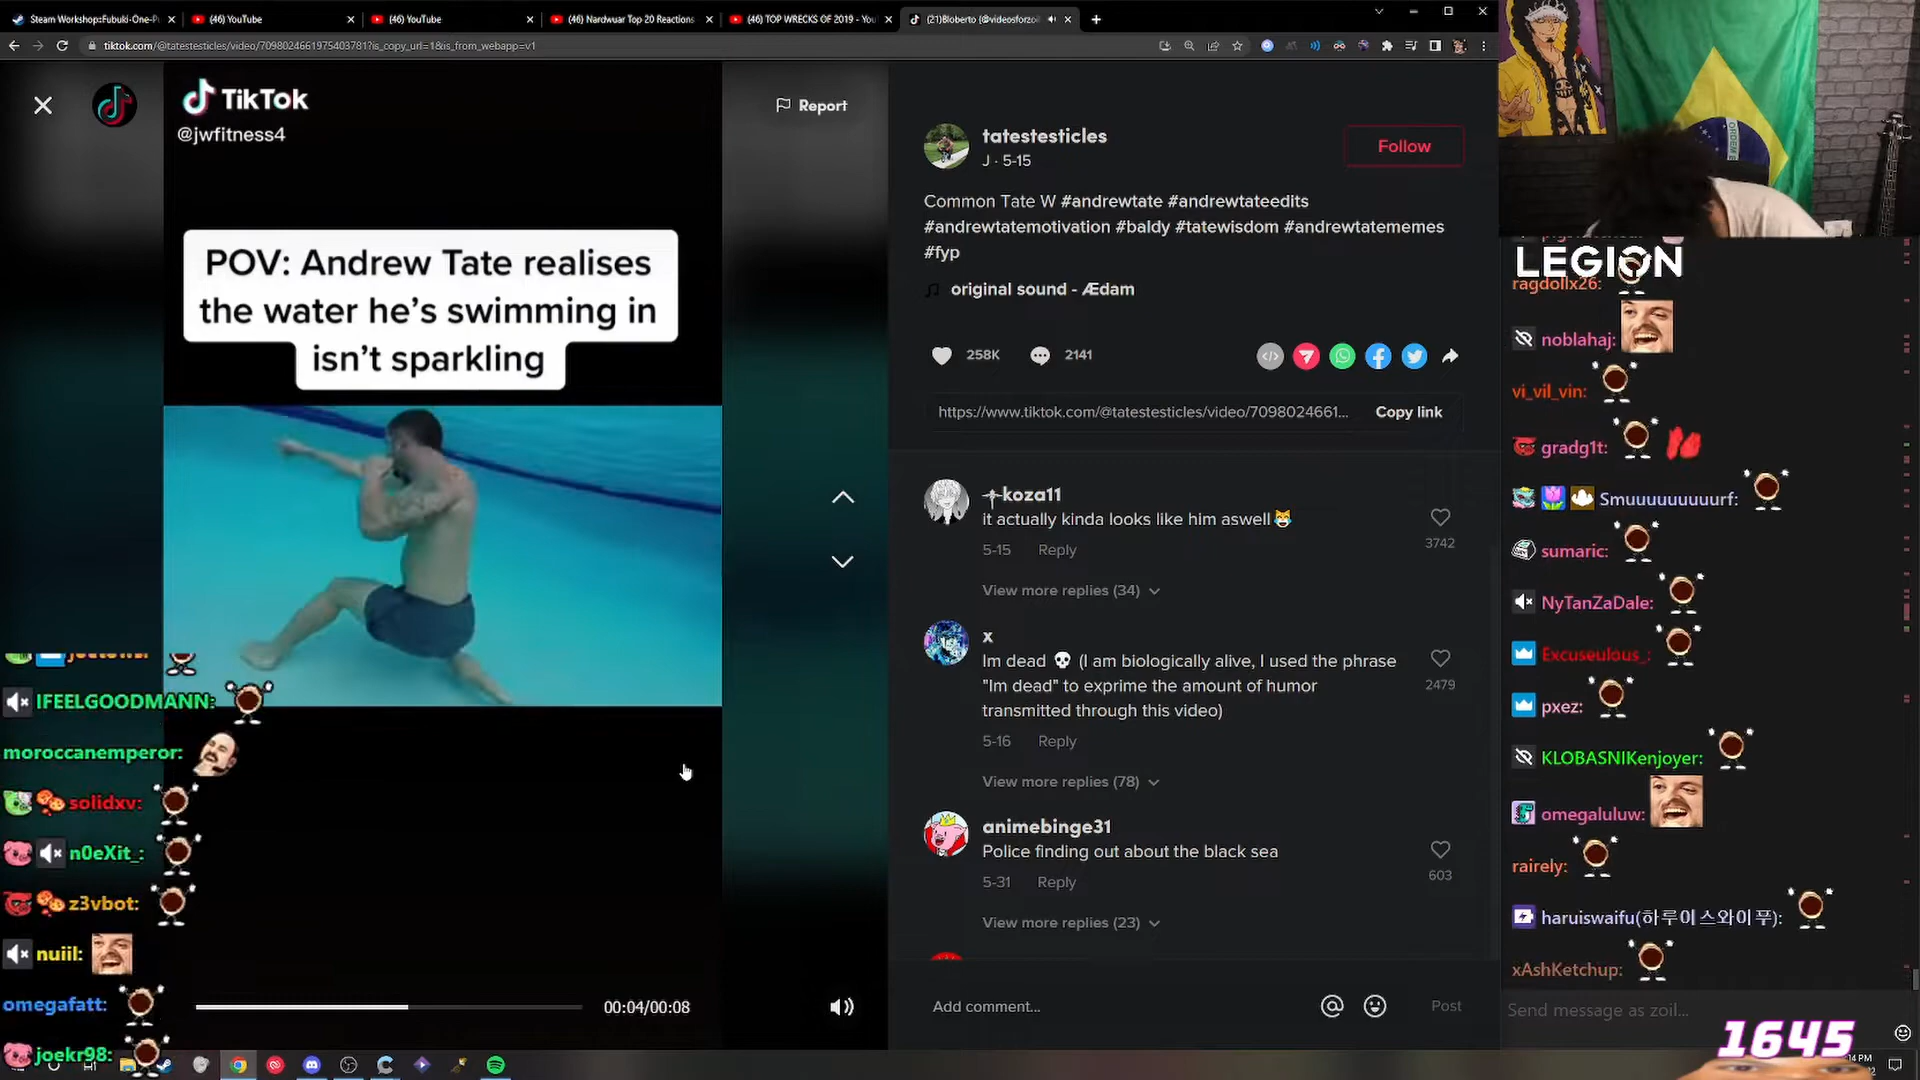 Steam Workshop::Fubuki-One-P
(46) YouTube
(46) YouTube
(46) Nardwuar Top 20 Reactions
(46) TOP WRECKS OF 2019 - You
(21)Bloberto (@videosforzoi
tiktok.com/@tatestesticles/video/7098024661975403781?is_copy_url=1&is_from_webapp=v1
TikTok
@jwfitness4
Report
POV: Andrew Tate realises
the water he's swimming in
isn't sparkling
IFEELGOODMANN:
moroccanemperor:
solidxv:
n0eXit_:
z3vbot:
nuiil:
omegafatt:
joekr98:
00:04/00:08
tatestesticles
J · 5-15
Follow
Common Tate W #andrewtate #andrewtateedits
#andrewtatemotivation #baldy #tatewisdom #andrewtatememes
#fyp
original sound - Ædam
258K
2141
https://www.tiktok.com/@tatestesticles/video/7098024661...
Copy link
koza11
it actually kinda looks like him aswell😹
5-15 Reply
3742
View more replies (34)
x
Im dead 💀 (I am biologically alive, I used the phrase
"Im dead" to exprime the amount of humor
transmitted through this video)
2479
5-16 Reply
View more replies (78)
animebinge31
Police finding out about the black sea
603
5-31 Reply
View more replies (23)
Add comment...
Post
LEGION
ragdollx26:
noblahaj:
vi_vil_vin:
gradg1t:
Smuuuuuuuuurf:
sumaric:
NyTanZaDale:
Excuseulous_:
pxez:
KLOBASNIKenjoyer:
omegaluluw:
rairely:
haruiswaifu(하루이스와이푸):
xAshKetchup:
Send message as zoil...
1645